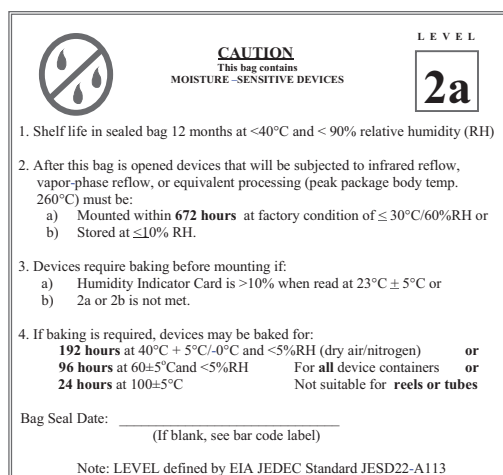 LEVEL
CAUTION
This bag contains
MOISTURE –SENSITIVE DEVICES
2a
1. Shelf life in sealed bag 12 months at <40°C and < 90% relative humidity (RH)
2. After this bag is opened devices that will be subjected to infrared reflow,
vapor-phase reflow, or equivalent processing (peak package body temp.
260°C) must be:
a) Mounted within 672 hours at factory condition of ≤ 30°C/60%RH or
b) Stored at ≤10% RH.
3. Devices require baking before mounting if:
a) Humidity Indicator Card is >10% when read at 23°C ± 5°C or
b) 2a or 2b is not met.
4. If baking is required, devices may be baked for:
192 hours at 40°C + 5°C/-0°C and <5%RH (dry air/nitrogen) or
96 hours at 60±5°Cand <5%RH For all device containers or
24 hours at 100±5°C Not suitable for reels or tubes
Bag Seal Date: ______________________________
(If blank, see bar code label)
Note: LEVEL defined by EIA JEDEC Standard JESD22-A113